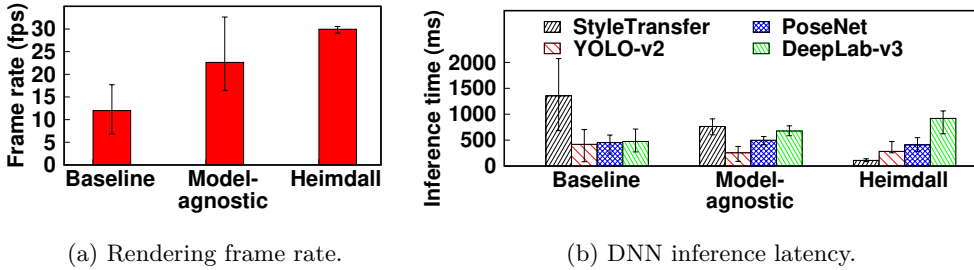 Frame rate (fps)
30
25
20
15
10
5
0
Baseline
Model-
agnostic
Heimdall
(a) Rendering frame rate.
StyleTransfer
YOLO-v2
PoseNet
DeepLab-v3
Inference time (ms)
2000
1500
1000
500
0
Baseline
Model-
agnostic
Heimdall
(b) DNN inference latency.